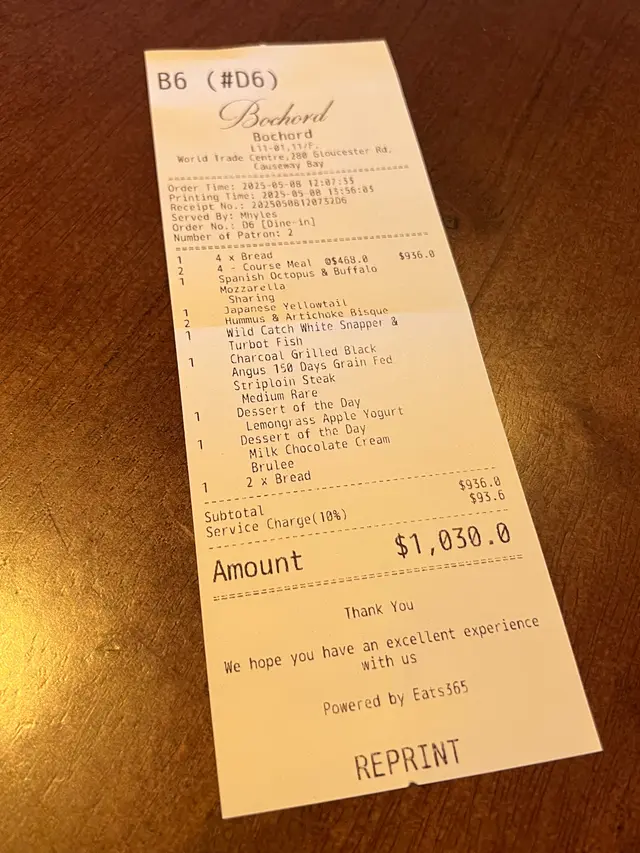 B6 (#D6)
Bochord
Bochord
L11-01,11/F.
World Trade Centre,280 Gloucester Rd,
Causeway Bay
Order Time: 2025-05-08 12:07:33
Printing Time: 2025-05-08 13:56:03
Receipt No.: 20250508120732D6
Served By: Mhyles
Order No.: D6 [Dine-in]
Number of Patron: 2
1 4 x Bread
2 4 - Course Meal @$468.0 $936.0
1 Spanish Octopus & Buffalo
Mozzarella
Sharing
1 Japanese Yellowtail
2 Hummus & Artichoke Bisque
1 Wild Catch White Snapper &
Turbot Fish
1 Charcoal Grilled Black
Angus 150 Days Grain Fed
Striploin Steak
Medium Rare
1 Dessert of the Day
Lemongrass Apple Yogurt
1 Dessert of the Day
Milk Chocolate Cream
Brulee
1 2 x Bread
Subtotal $936.0
Service Charge(10%) $93.6
Amount $1,030.0
Thank You
We hope you have an excellent experience
with us
Powered by Eats365
REPRINT